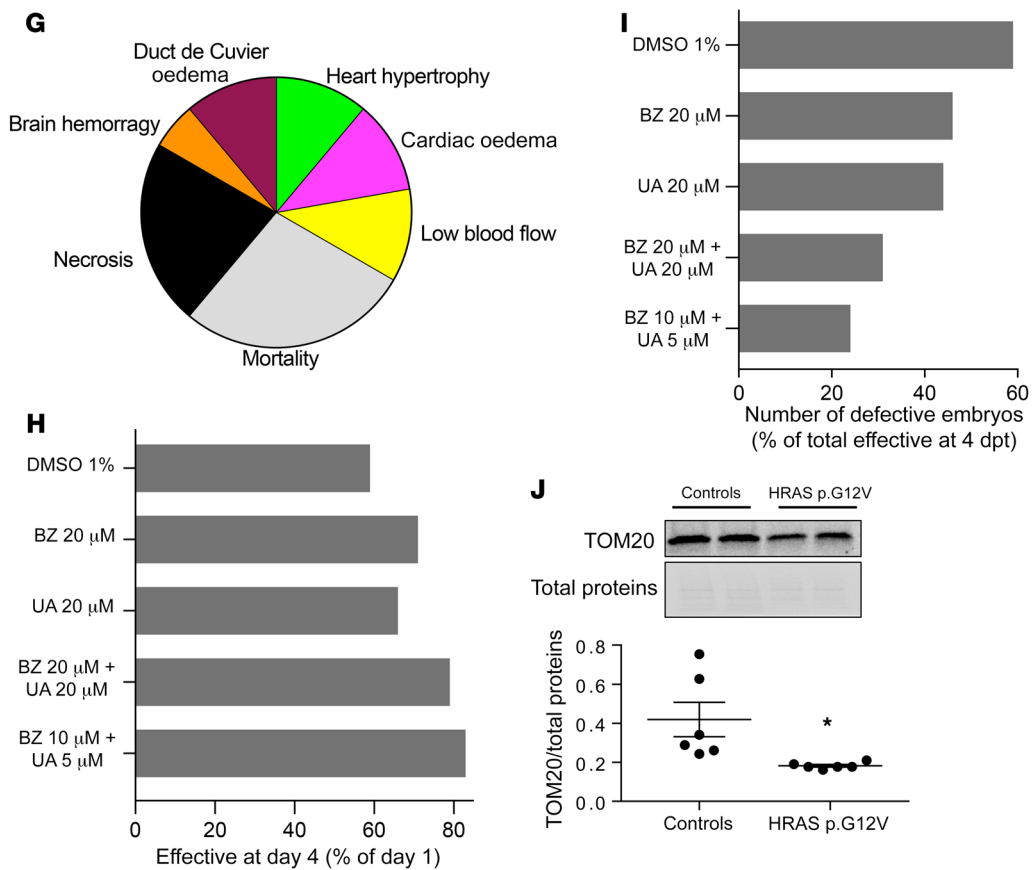 G
Duct de Cuvier
oedema
Heart hypertrophy
Brain hemorragy
Cardiac oedema
Low blood flow
Necrosis
Mortality
I
DMSO 1%
BZ 20 μM
UA 20 μM
BZ 20 μM +
UA 20 μM
BZ 10 μM +
UA 5 μM
0 20 40 60
Number of defective embryos
(% of total effective at 4 dpt)
H
DMSO 1%
BZ 20 μM
UA 20 μM
BZ 20 μM +
UA 20 μM
BZ 10 μM +
UA 5 μM
0 20 40 60 80
Effective at day 4 (% of day 1)
J
Controls HRAS p.G12V
TOM20
Total proteins
TOM20/total proteins
0.8
0.6
0.4
0.2
0.0
*
Controls HRAS p.G12V